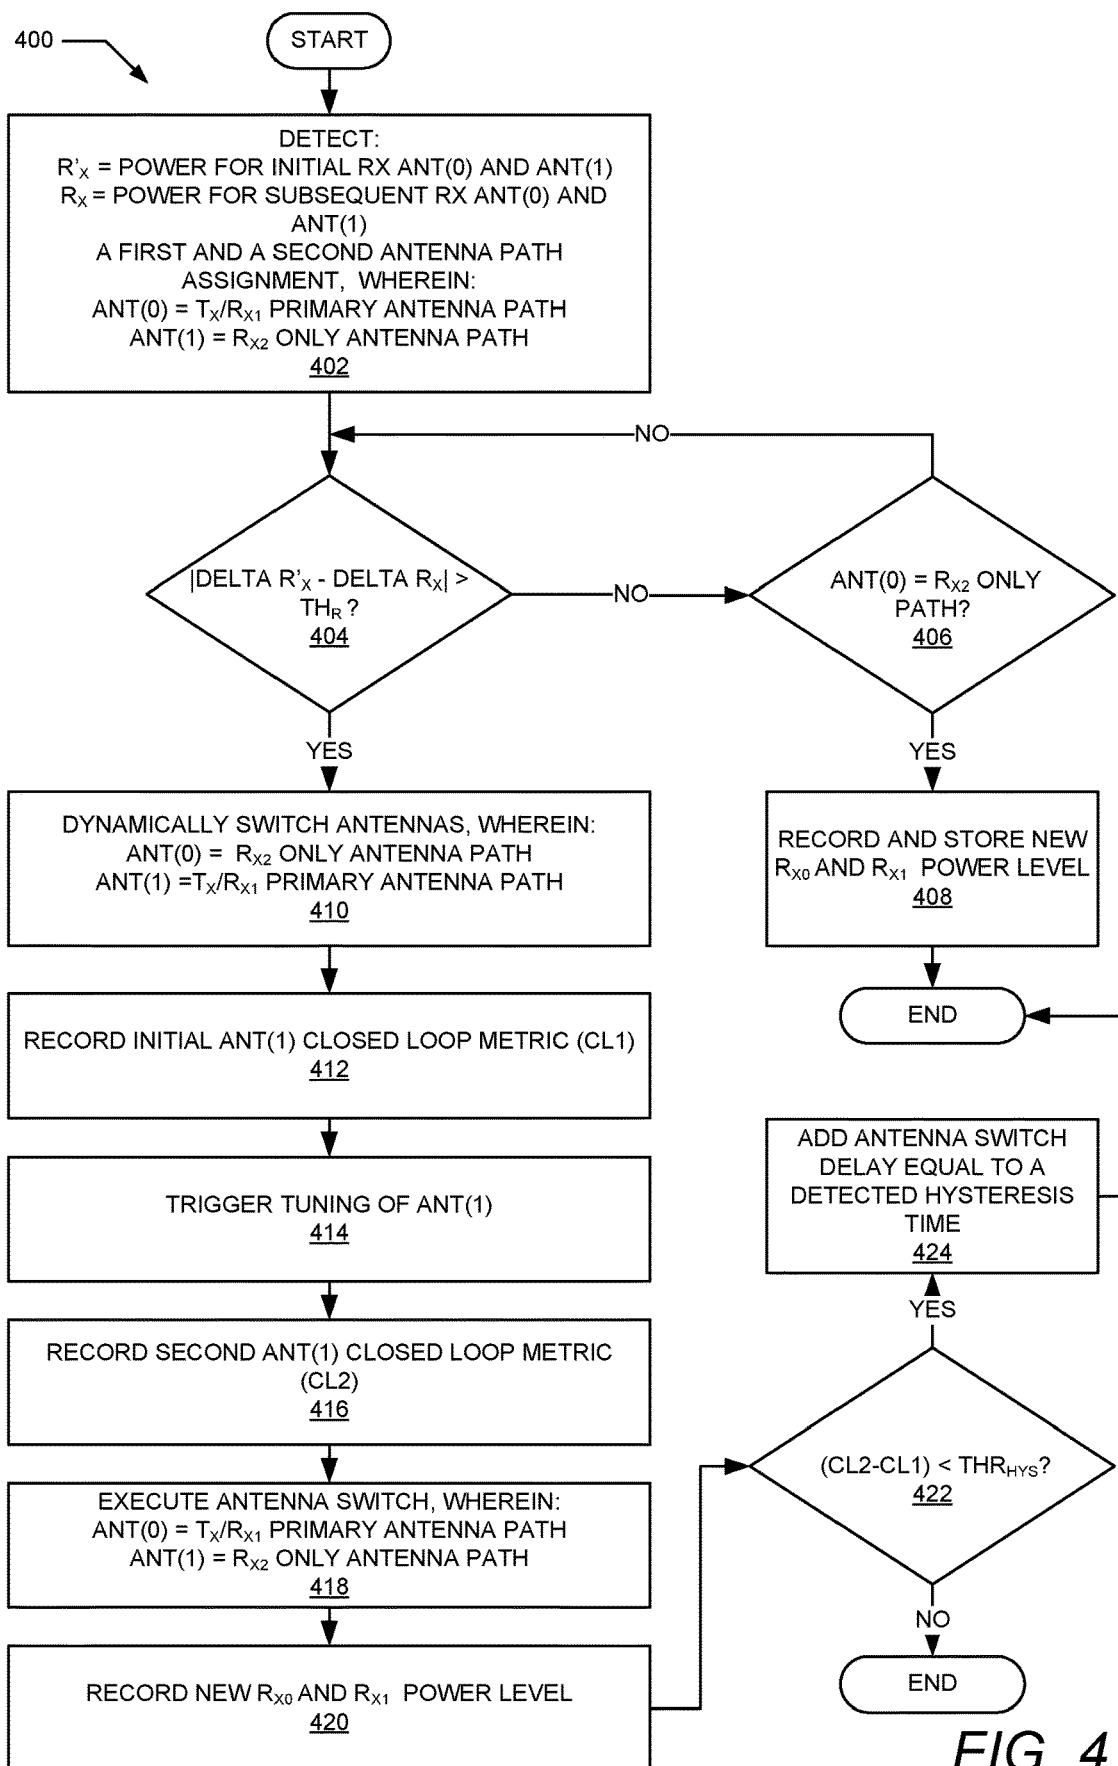 400
START
DETECT:
R'X = POWER FOR INITIAL RX ANT(0) AND ANT(1)
RX = POWER FOR SUBSEQUENT RX ANT(0) AND
ANT(1)
A FIRST AND A SECOND ANTENNA PATH
ASSIGNMENT, WHEREIN:
ANT(0) = TX/RX1 PRIMARY ANTENNA PATH
ANT(1) = RX2 ONLY ANTENNA PATH
402
NO
|DELTA R'X - DELTA RX| >
THR ?
404
NO
ANT(0) = RX2 ONLY
PATH?
406
YES
YES
DYNAMICALLY SWITCH ANTENNAS, WHEREIN:
ANT(0) = RX2 ONLY ANTENNA PATH
ANT(1) =TX/RX1 PRIMARY ANTENNA PATH
410
RECORD AND STORE NEW
RX0 AND RX1 POWER LEVEL
408
END
RECORD INITIAL ANT(1) CLOSED LOOP METRIC (CL1)
412
TRIGGER TUNING OF ANT(1)
414
ADD ANTENNA SWITCH
DELAY EQUAL TO A
DETECTED HYSTERESIS
TIME
424
YES
RECORD SECOND ANT(1) CLOSED LOOP METRIC
(CL2)
416
(CL2-CL1) < THRHYS?
422
EXECUTE ANTENNA SWITCH, WHEREIN:
ANT(0) = TX/RX1 PRIMARY ANTENNA PATH
ANT(1) = RX2 ONLY ANTENNA PATH
418
NO
RECORD NEW RX0 AND RX1 POWER LEVEL
420
END
FIG. 4